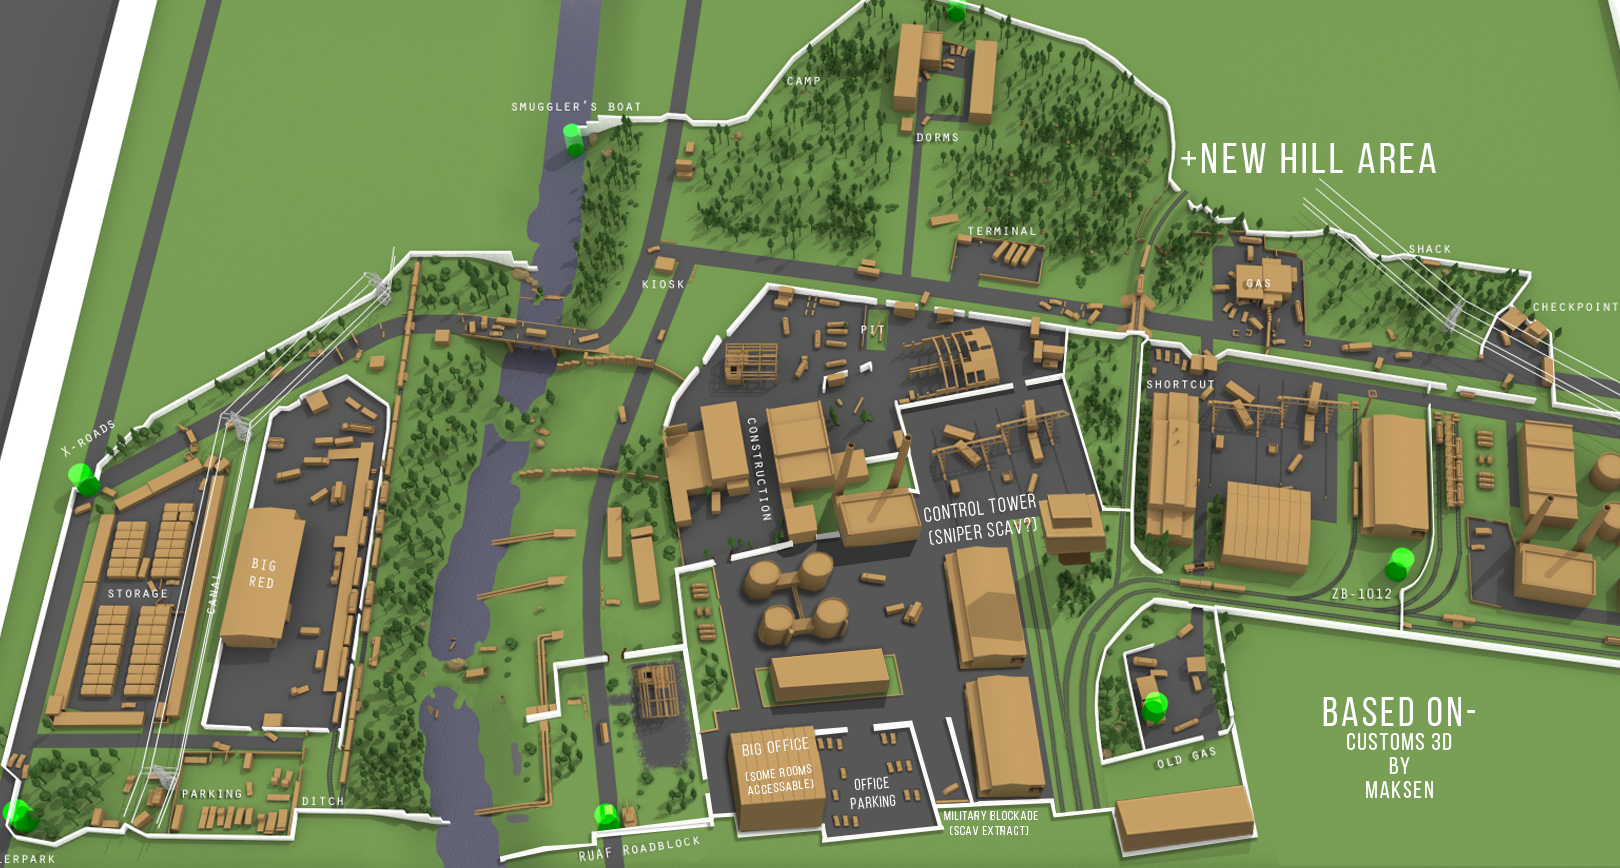 SMUGGLER'S BOAT
CAMP
DORMS
+NEW HILL AREA
TERMINAL
SHACK
KIOSK
GAS
CHECKPOINT
PIT
SHORTCUT
X-ROADS
CONSTRUCTION
CONTROL TOWER
(SNIPER SCAV?)
BIG
RED
STORAGE
CANAL
ZB-1012
BASED ON-
CUSTOMS 3D
BY
MAKSEN
OLD GAS
BIG OFFICE
(SOME ROOMS
ACCESSABLE)
OFFICE
PARKING
PARKING
DITCH
MILITARY BLOCKADE
(SCAV EXTRACT)
RUAF ROADBLOCK
LERPARK